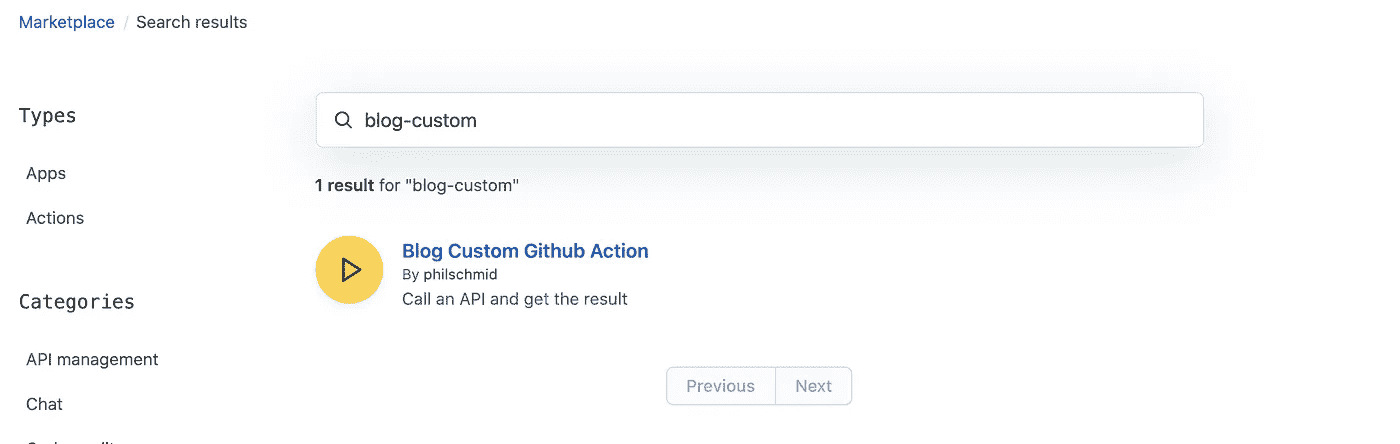 Marketplace / Search results
Types
Apps
Actions
Categories
API management
Chat
blog-custom
1 result for "blog-custom"
Blog Custom Github Action
By philschmid
Call an API and get the result
Previous Next